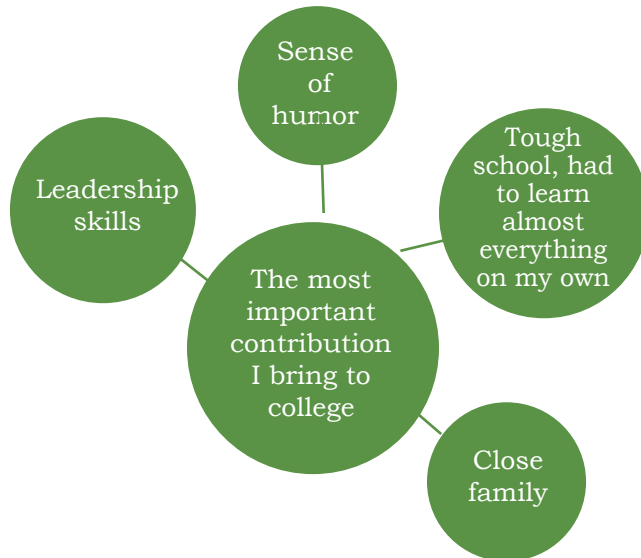 Sense
of
humor
Leadership
skills
Tough
school, had
to learn
almost
everything
on my own
The most
important
contribution
I bring to
college
Close
family